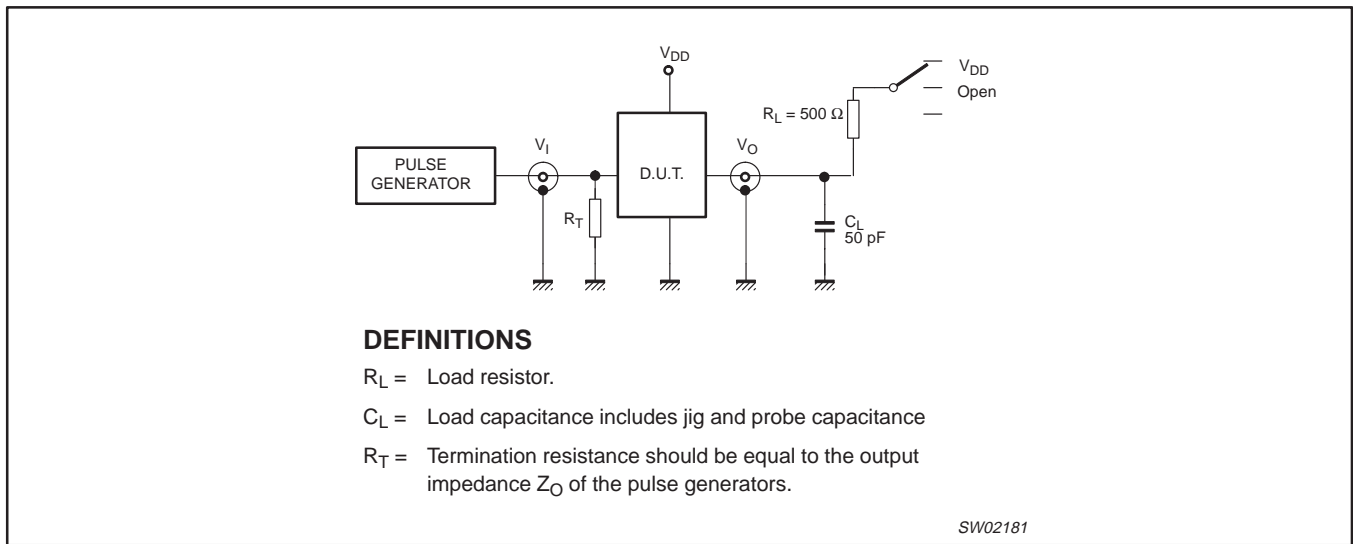 VDD
VDD
Open
RL = 500 Ω
VI
VO
PULSE
GENERATOR
D.U.T.
RT
CL
50 pF
DEFINITIONS
RL = Load resistor.
CL = Load capacitance includes jig and probe capacitance
RT = Termination resistance should be equal to the output
impedance ZO of the pulse generators.
SW02181